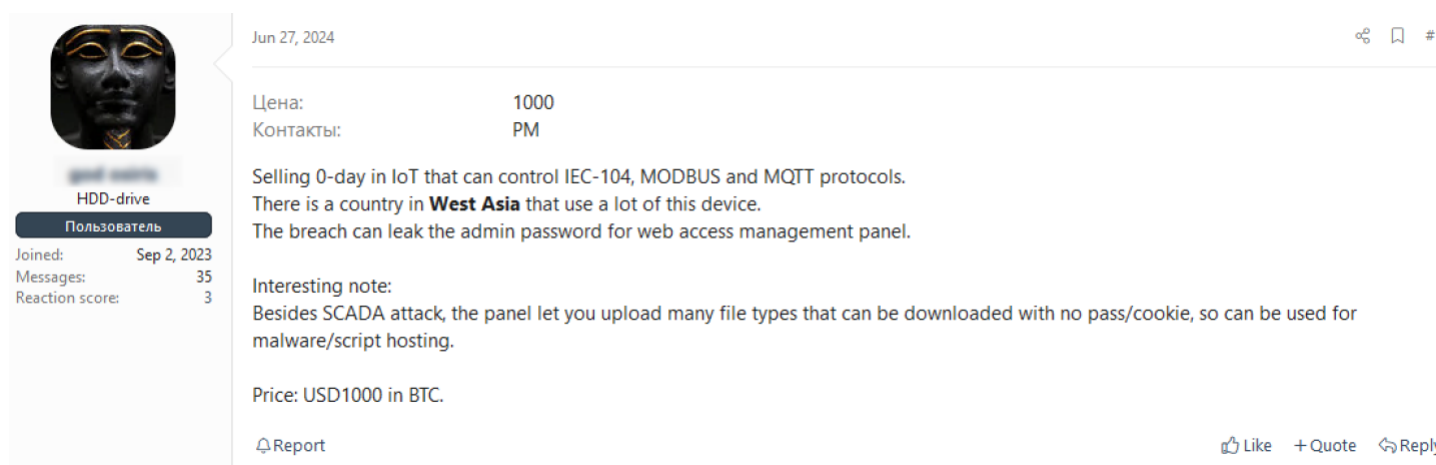 Jun 27, 2024
#
HDD-drive
Пользователь
Joined: Sep 2, 2023
Messages: 35
Reaction score: 3
Цена: 1000
Контакты: PM
Selling 0-day in IoT that can control IEC-104, MODBUS and MQTT protocols.
There is a country in West Asia that use a lot of this device.
The breach can leak the admin password for web access management panel.
Interesting note:
Besides SCADA attack, the panel let you upload many file types that can be downloaded with no pass/cookie, so can be used for
malware/script hosting.
Price: USD1000 in BTC.
Report
Like +Quote Reply